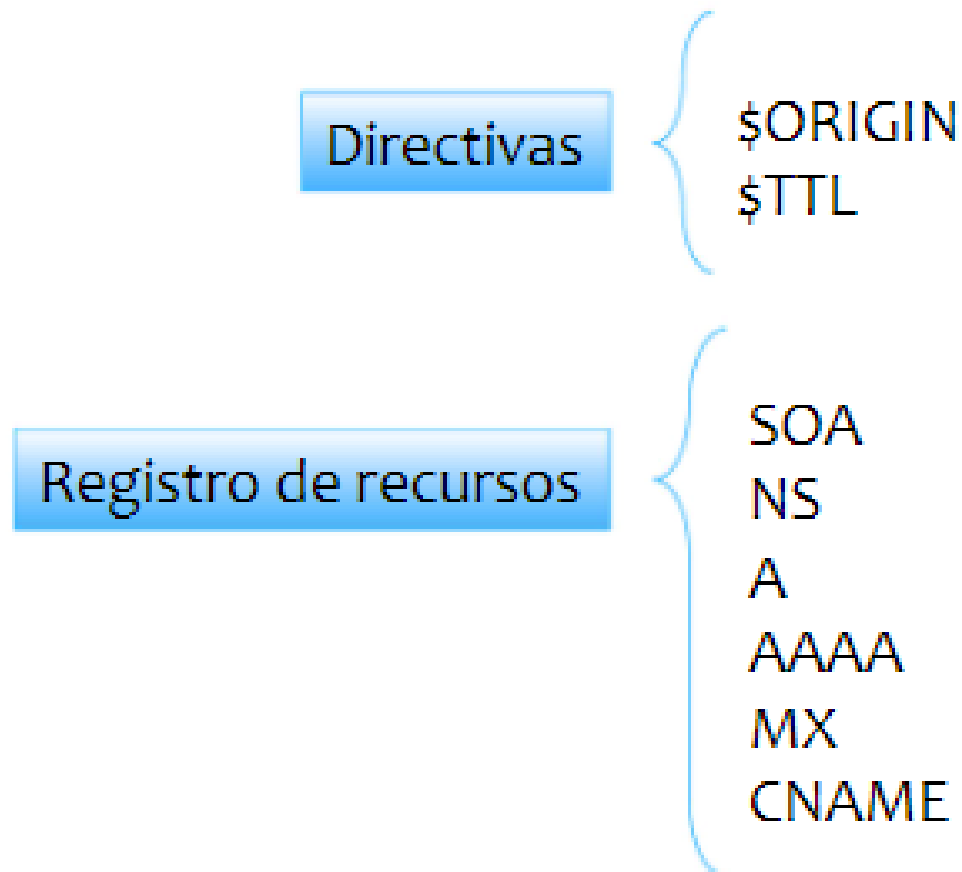 Directivas
$ORIGIN
$TTL
Registro de recursos
SOA
NS
A
AAAA
MX
CNAME